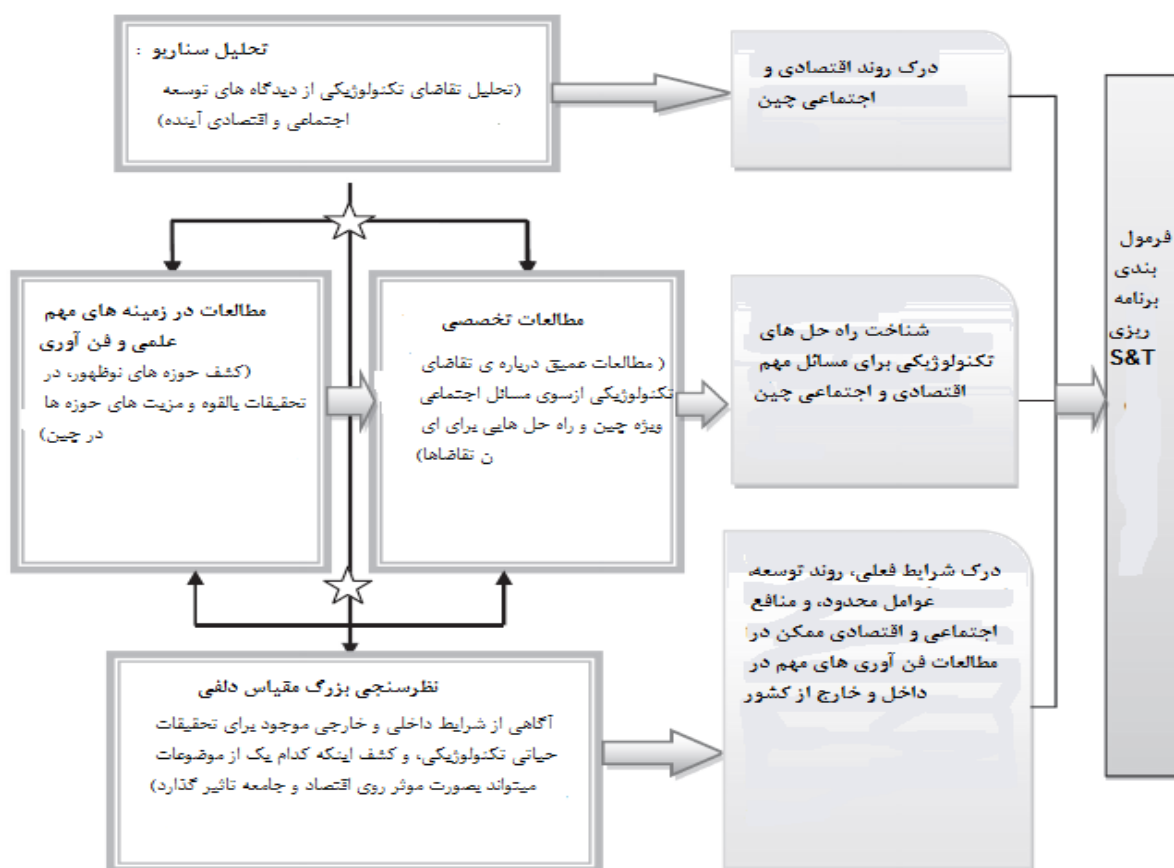 تحلیل سناریو :
(تحلیل تقاضای تکنولوژیکی از دیدگاه های توسعه
اجتماعی و اقتصادی آینده)
درک روند اقتصادی و
اجتماعی چین
مطالعات در زمینه های مهم
علمی و فن آوری
(کشف حوزه های نوظهور، در
تحقیقات یالقوه و مزیت های حوزه ها
در چین)
مطالعات تخصصی
( مطالعات عمیق درباره ی تقاضای
تکنولوژیکی ازسوی مسائل اجتماعی
ویژه چین و راه حل هایی یرای ای
ن تقاضاها)
شناخت راه حل های
تکنولوژیکی برای مسائل مهم
اقتصادی و اجتماعی چین
نظرسنجی بزرگ مقیاس دلفی
آگاهی از شرایط داخلی و خارجی موجود یرای تحقیقات
حیاتی تکنولوژیکی، و کشف اینکه کدام یک از موضوعات
میتواند یصورت موثر روی اقتصاد و جامعه تاثیر گذارد)
درک شرایط فعلی، روند توسعه،
عوامل محدود، و منافع
اجتماعی و اقتصادی ممکن در
مطالعات فن آوری های مهم در
داخل و خارج از کشور
فرمول
بندی
برنامه
ریزی
S&T